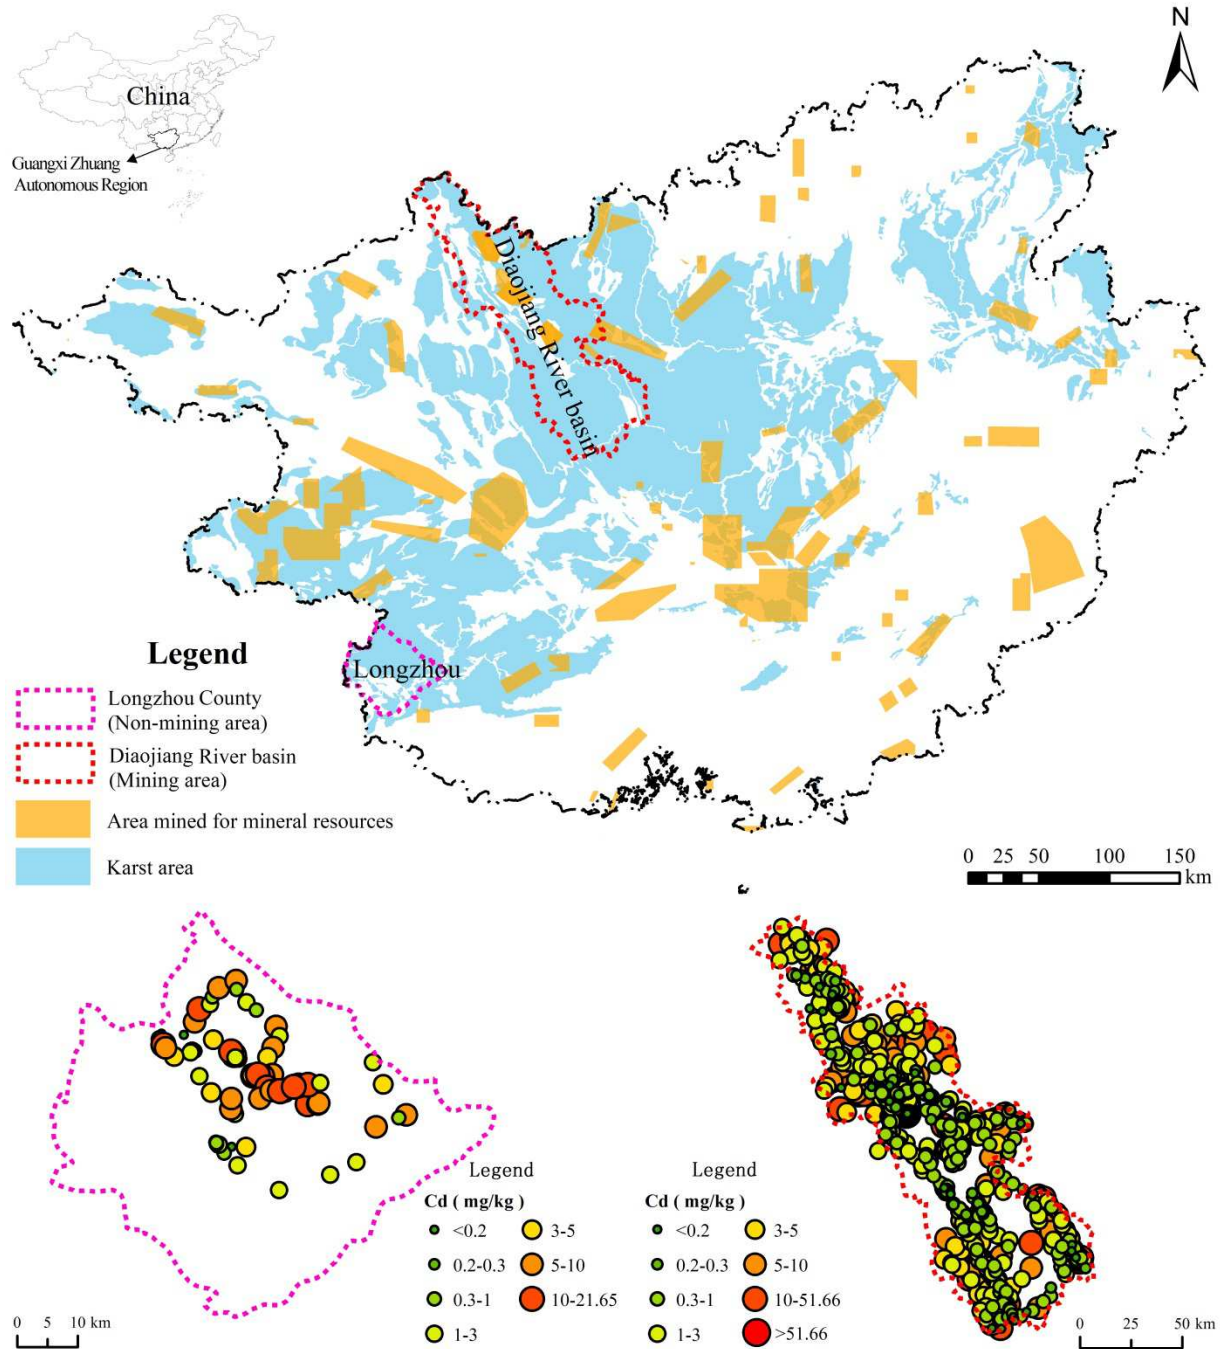 N
China
Guangxi Zhuang
Autonomous Region
Diaojiang River basin
Longzhou
Legend
Longzhou County
(Non-mining area)
Diaojiang River basin
(Mining area)
Area mined for mineral resources
Karst area
0 25 50 100 150
km
Legend
Cd ( mg/kg )
<0.2 3-5
0.2-0.3 5-10
0.3-1 10-21.65
1-3
0 5 10 km
Legend
Cd ( mg/kg )
<0.2 3-5
0.2-0.3 5-10
0.3-1 10-51.66
1-3 >51.66
0 25 50 km